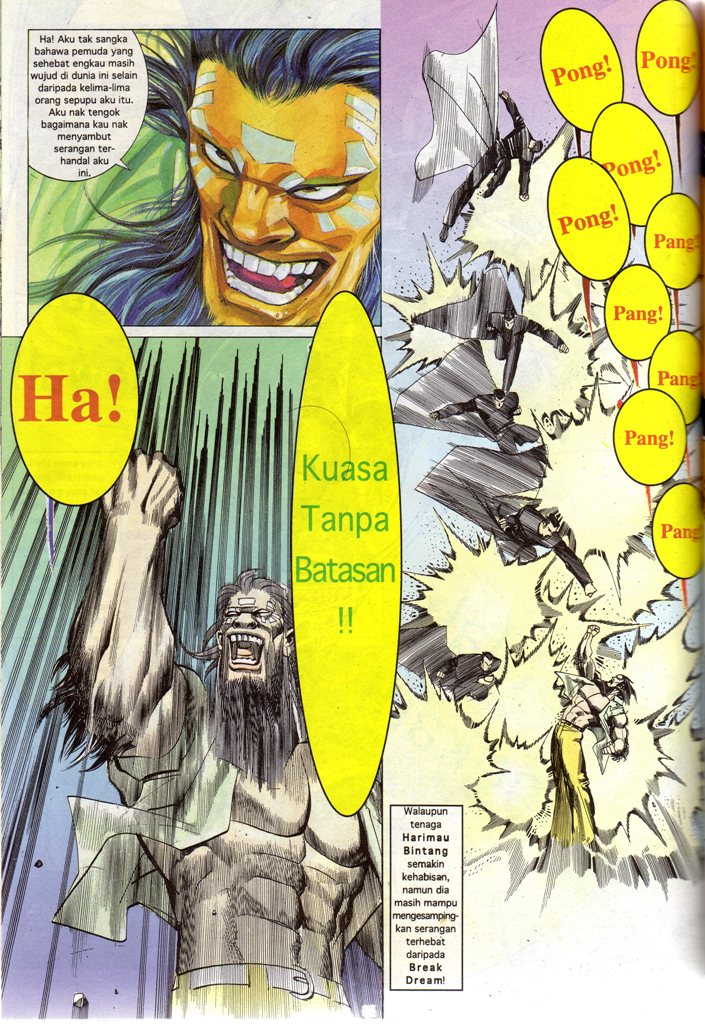 Ha! Aku tak sangka
bahawa pemuda yang
sehebat engkau masih
wujud di dunia ini selain
daripada kelima-lima
orang sepupu aku itu.
Aku nak tengok
bagaimana kau nak
menyambut
serangan ter-
handal aku
ini.
Ha!
Kuasa
Tanpa
Batasan
!!
Pong!
Pong!
Pong!
Pong!
Pang!
Pang!
Pang!
Pang!
Pang!
Walaupun
tenaga
Harimau
Bintang
semakin
kehabisan,
namun dia
masih mampu
mengesamping-
kan serangan
terhebat
daripada
Break
Dream!